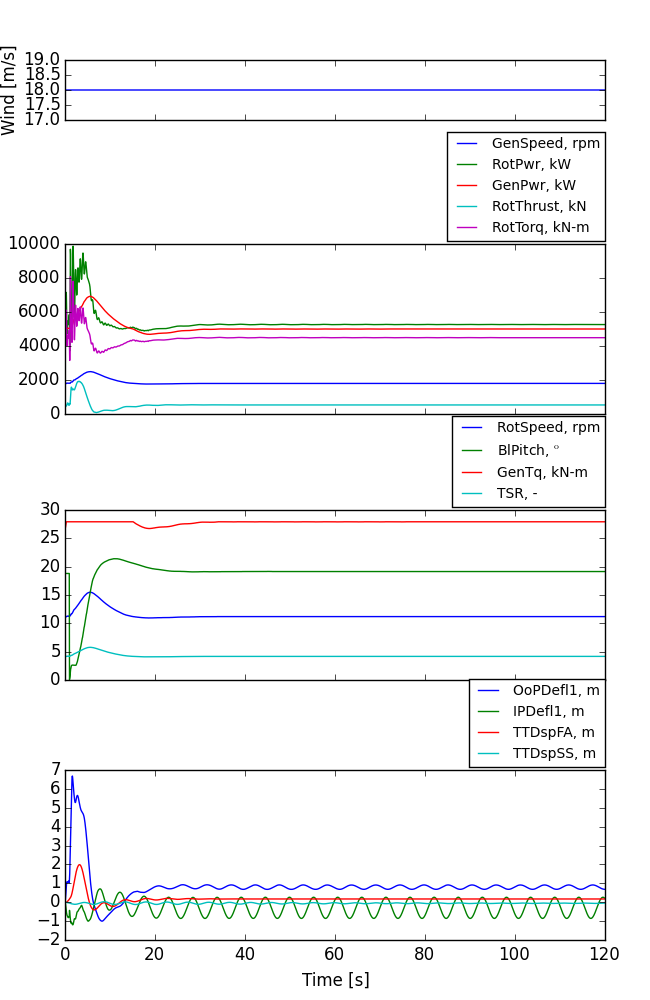 Wind [m/s]
19.0
18.5
18.0
17.5
17.0
GenSpeed, rpm
RotPwr, kW
GenPwr, kW
RotThrust, kN
RotTorq, kN-m
10000
8000
6000
4000
2000
0
RotSpeed, rpm
BlPitch, °
GenTq, kN-m
TSR, -
30
25
20
15
10
5
0
OoPDefl1, m
IPDefl1, m
TTDspFA, m
TTDspSS, m
7
6
5
4
3
2
1
0
−1
−2
0 20 40 60 80 100 120
Time [s]